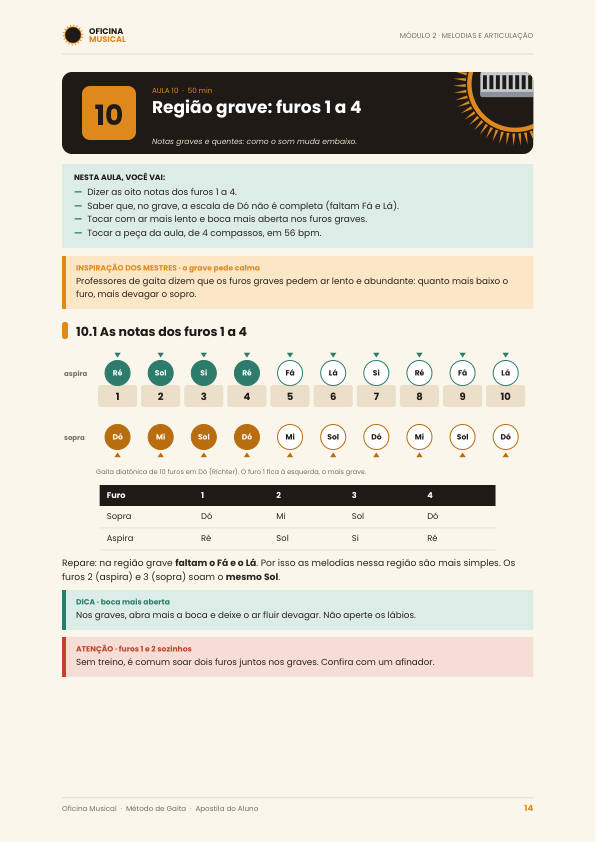 OFICINA
MUSICAL
MÓDULO 2 · MELODIAS E ARTICULAÇÃO
10
AULA 10 · 50 min
Região grave: furos 1 a 4
Notas graves e quentes: como o som muda embaixo.
NESTA AULA, VOCÊ VAI:
— Dizer as oito notas dos furos 1 a 4.
— Saber que, no grave, a escala de Dó não é completa (faltam Fá e Lá).
— Tocar com ar mais lento e boca mais aberta nos furos graves.
— Tocar a peça da aula, de 4 compassos, em 56 bpm.
INSPIRAÇÃO DOS MESTRES · o grave pede calma
Professores de gaita dizem que os furos graves pedem ar lento e abundante: quanto mais baixo o
furo, mais devagar o sopro.
10.1 As notas dos furos 1 a 4
aspira Ré Sol Si Ré Fá Lá Si Ré Fá Lá
1 2 3 4 5 6 7 8 9 10
sopra Dó Mi Sol Dó Mi Sol Dó Mi Sol Dó
Gaita diatônica de 10 furos em Dó (Richter). O furo 1 fica à esquerda, o mais grave.
Furo 1 2 3 4
Sopra Dó Mi Sol Dó
Aspira Ré Sol Si Ré
Repare: na região grave faltam o Fá e o Lá. Por isso as melodias nessa região são mais simples. Os
furos 2 (aspira) e 3 (sopra) soam o mesmo Sol.
DICA · boca mais aberta
Nos graves, abra mais a boca e deixe o ar fluir devagar. Não aperte os lábios.
ATENÇÃO · furos 1 e 2 sozinhos
Sem treino, é comum soar dois furos juntos nos graves. Confira com um afinador.
Oficina Musical · Método de Gaita · Apostila do Aluno
14